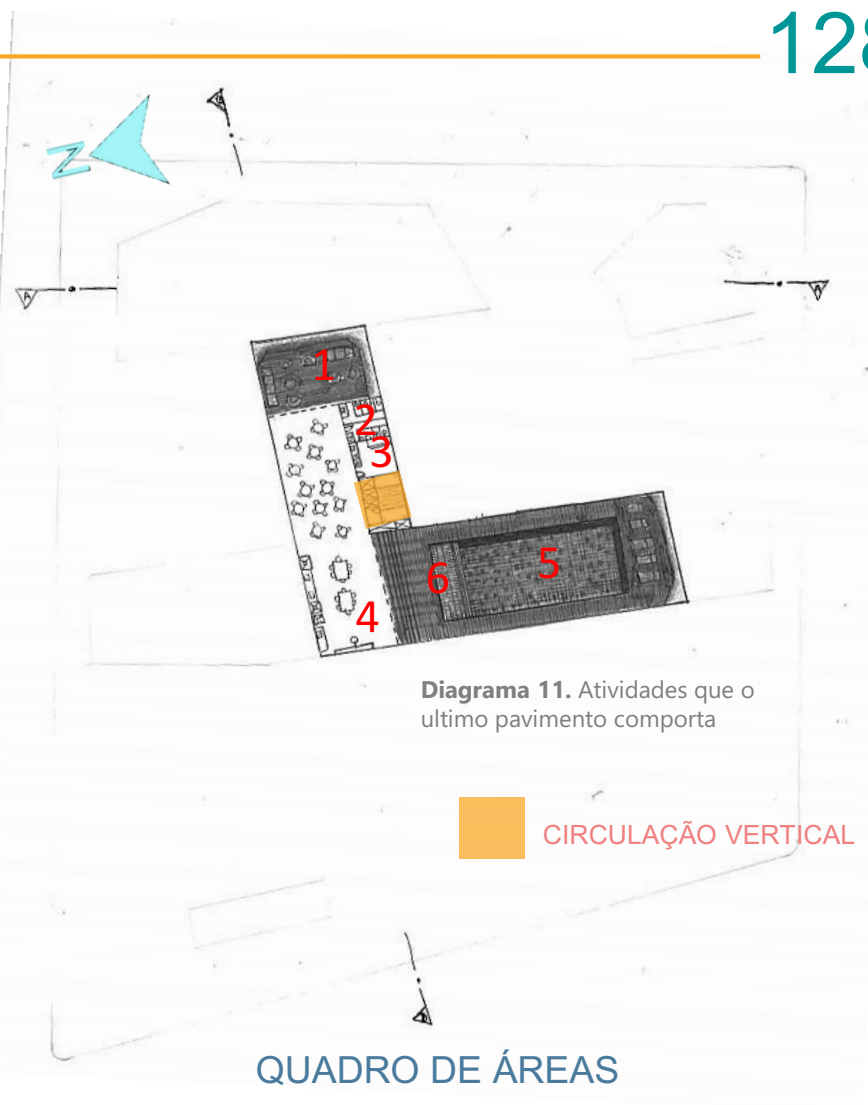 128
N
A
A
1
2
3
4
5
6
Diagrama 11. Atividades que o
ultimo pavimento comporta
CIRCULAÇÃO VERTICAL
QUADRO DE ÁREAS